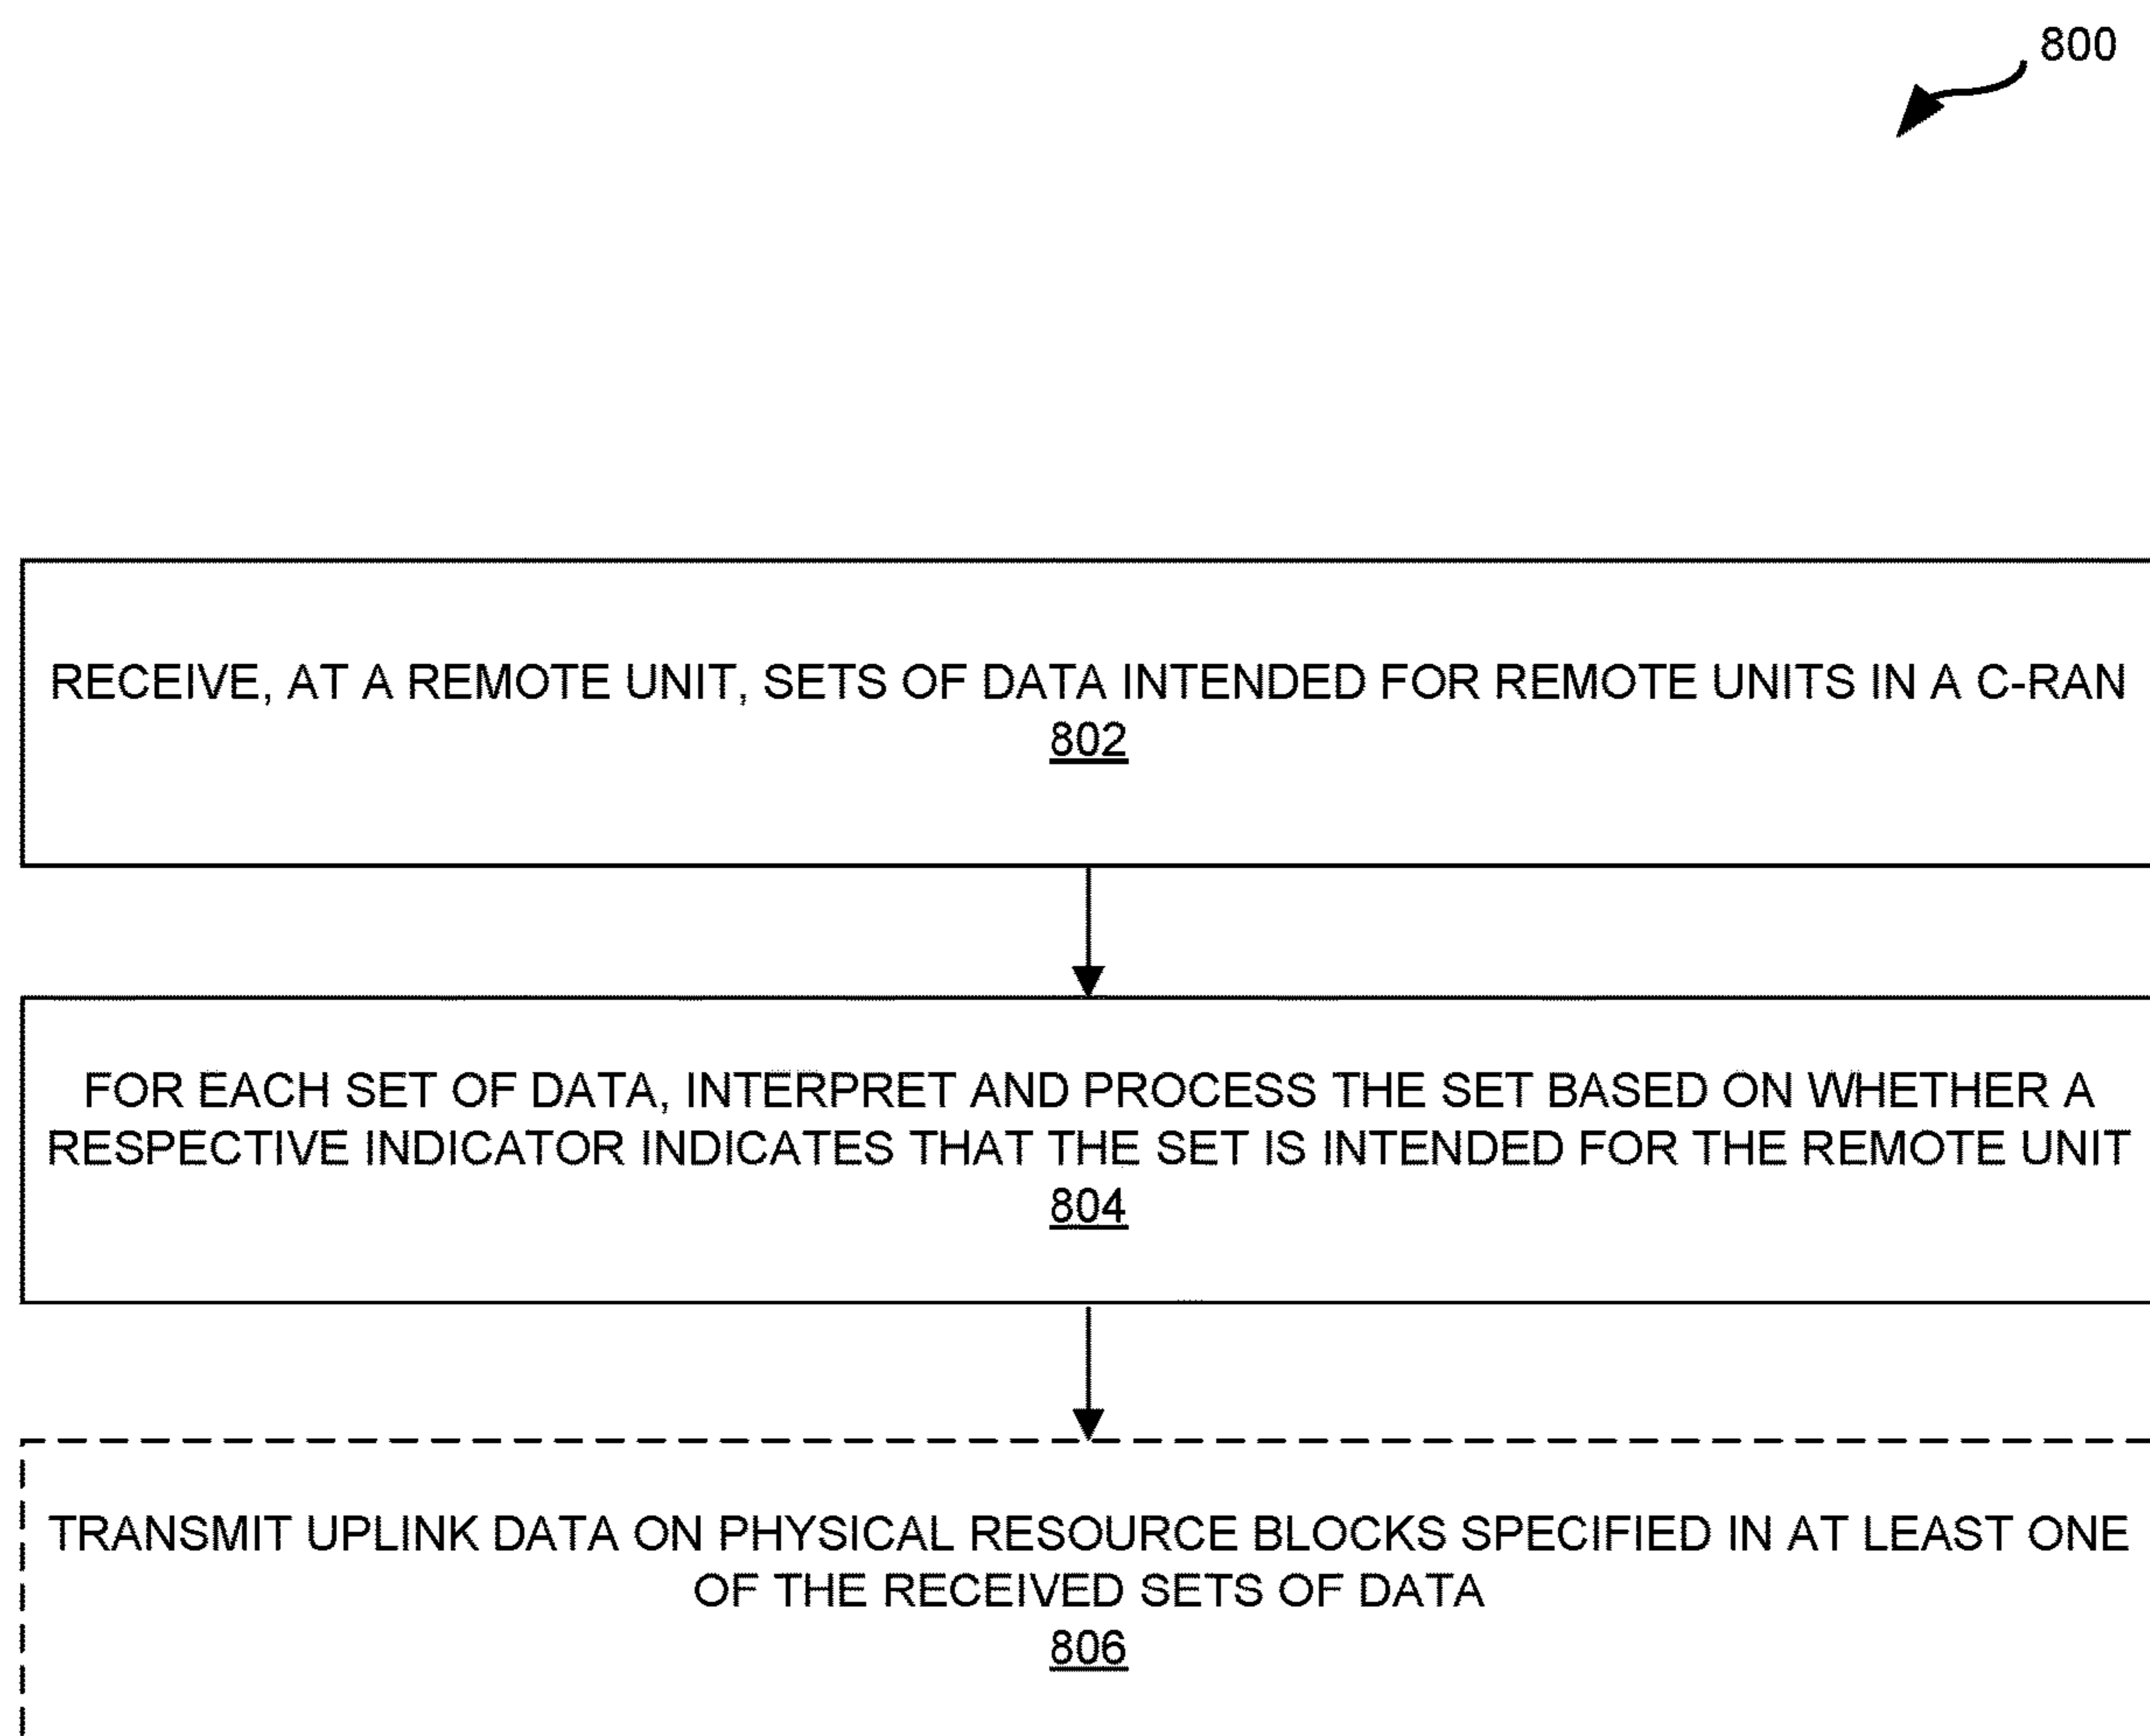 800
RECEIVE, AT A REMOTE UNIT, SETS OF DATA INTENDED FOR REMOTE UNITS IN A C-RAN
802
FOR EACH SET OF DATA, INTERPRET AND PROCESS THE SET BASED ON WHETHER A
RESPECTIVE INDICATOR INDICATES THAT THE SET IS INTENDED FOR THE REMOTE UNIT
804
TRANSMIT UPLINK DATA ON PHYSICAL RESOURCE BLOCKS SPECIFIED IN AT LEAST ONE
OF THE RECEIVED SETS OF DATA
806